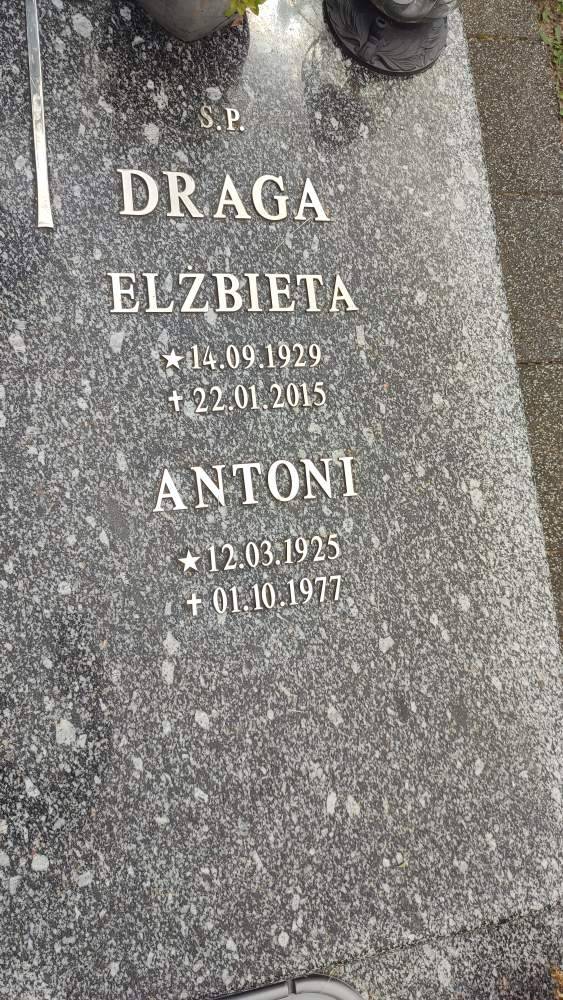 Ś.P.
DRAGA
ELŻBIETA
★ 14.09.1929
✝ 22.01.2015
ANTONI
★ 12.03.1925
✝ 01.10.1977